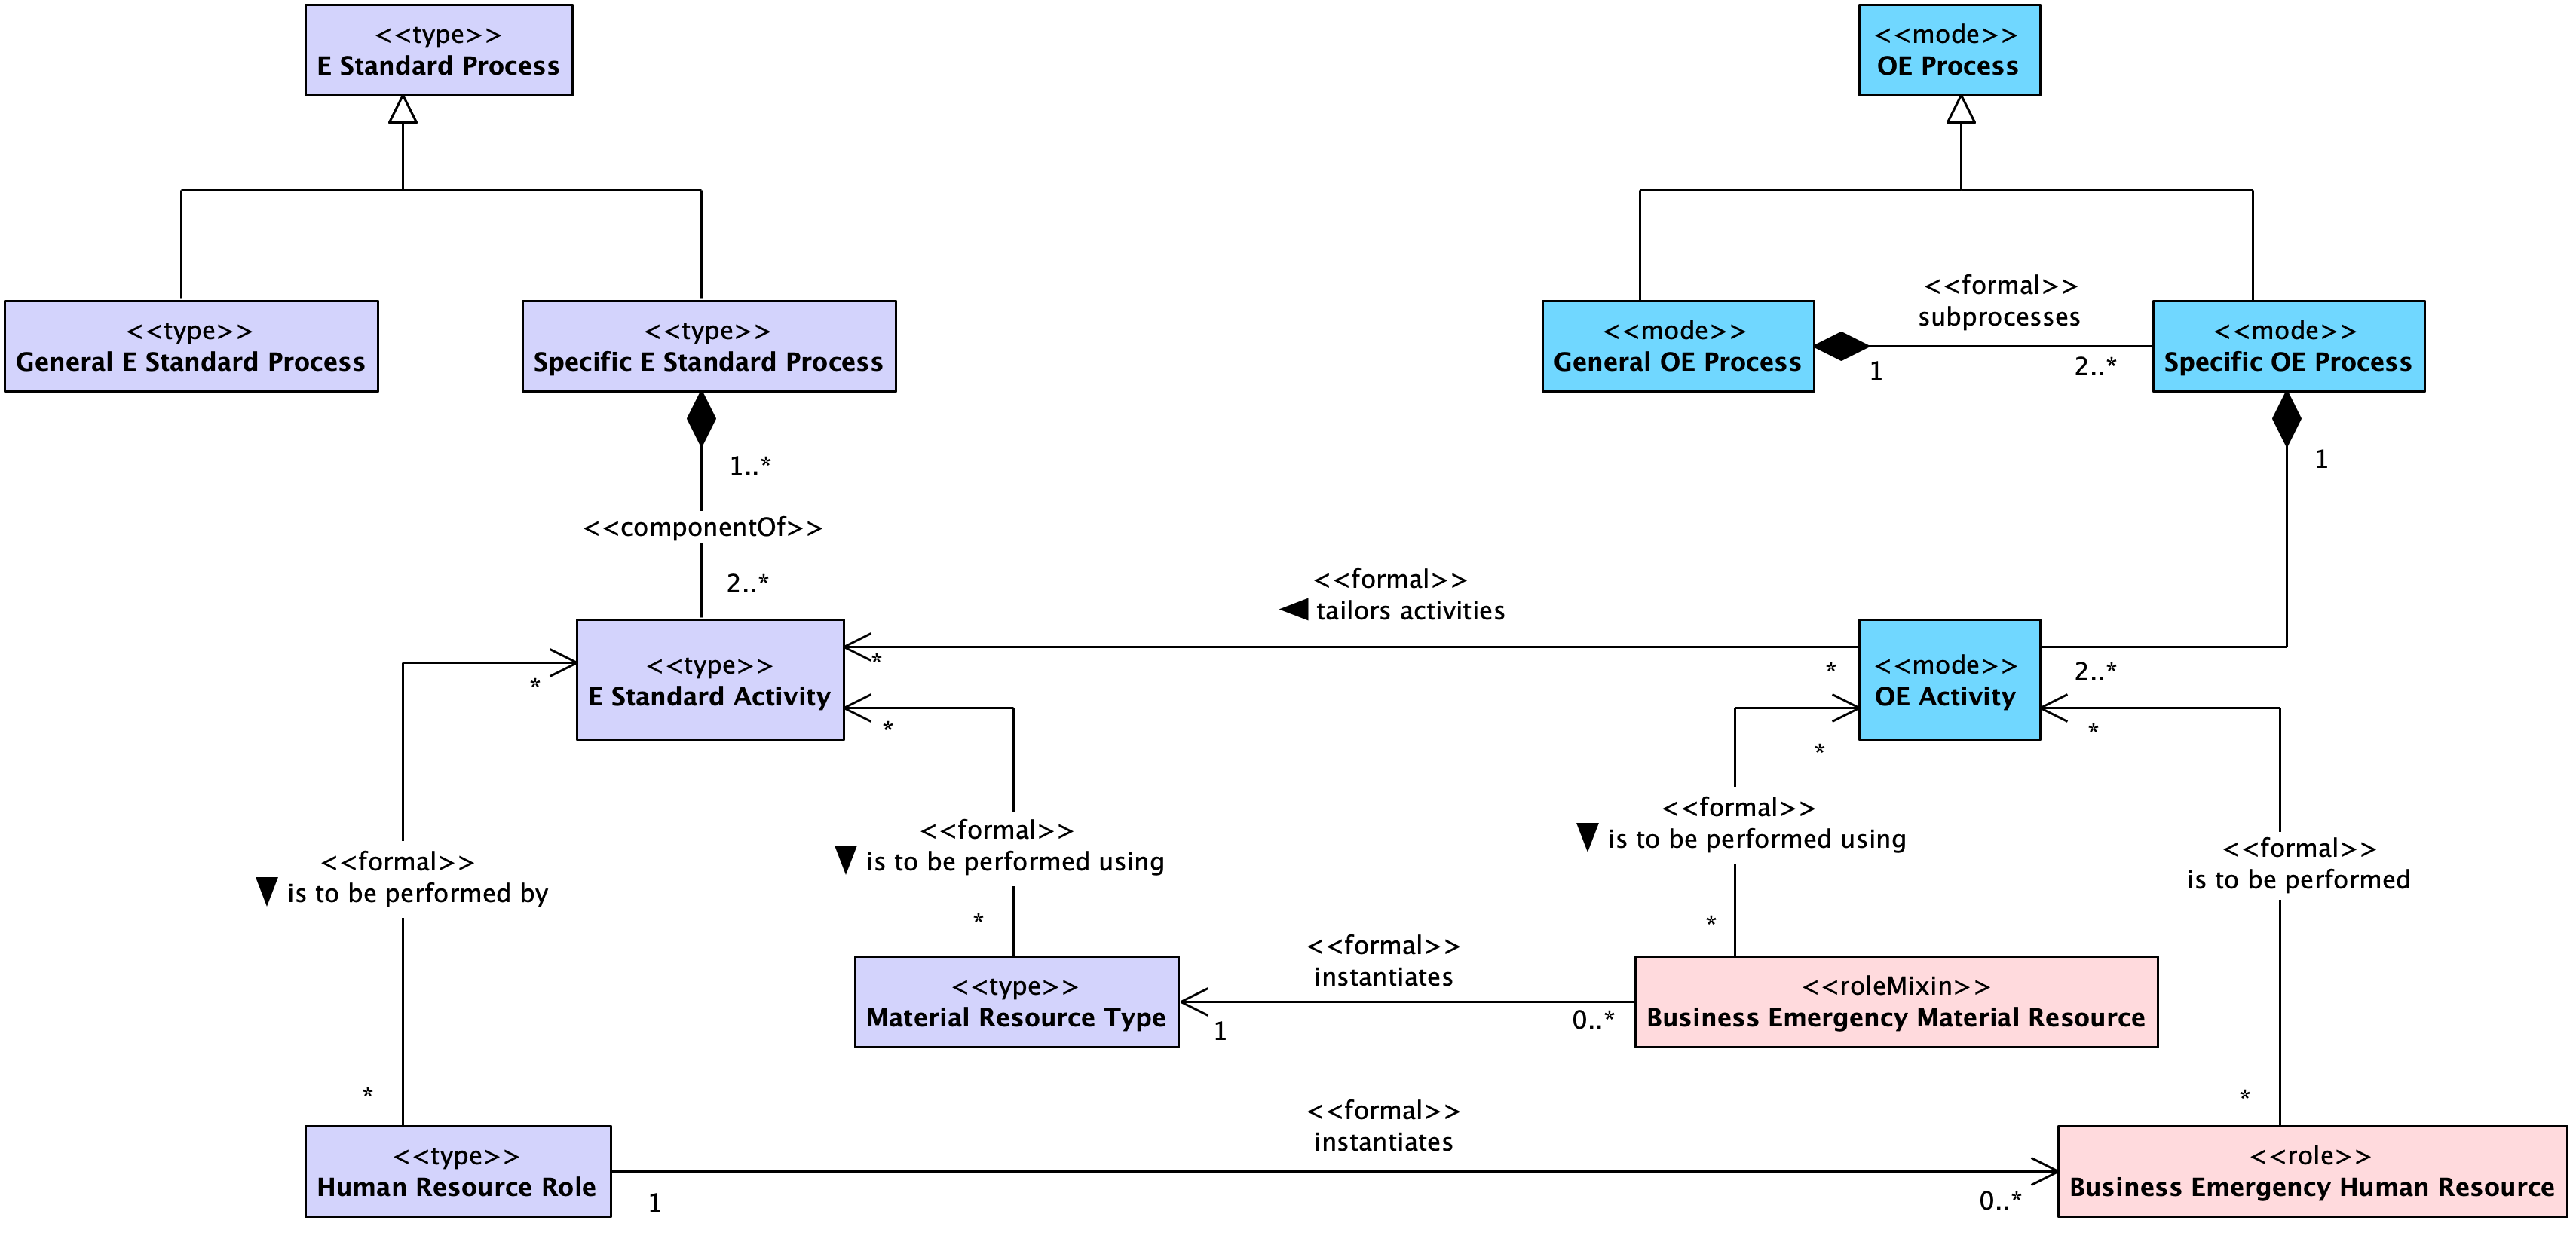 <<type>>
E Standard Process
<<mode>>
OE Process
<<type>>
General E Standard Process
<<type>>
Specific E Standard Process
<<mode>>
General OE Process
<<formal>>
subprocesses
1
2..*
<<mode>>
Specific OE Process
1..*
1
<<componentOf>>
2..*
<<formal>>
tailors activities
<<type>>
E Standard Activity
*
*
*
*
<<mode>>
OE Activity
2..*
*
*
<<formal>>
is to be performed by
*
<<formal>>
is to be performed using
*
<<formal>>
is to be performed using
*
<<formal>>
is to be performed
*
<<type>>
Material Resource Type
<<formal>>
instantiates
1
0..*
<<roleMixin>>
Business Emergency Material Resource
<<type>>
Human Resource Role
<<formal>>
instantiates
1
0..*
<<role>>
Business Emergency Human Resource